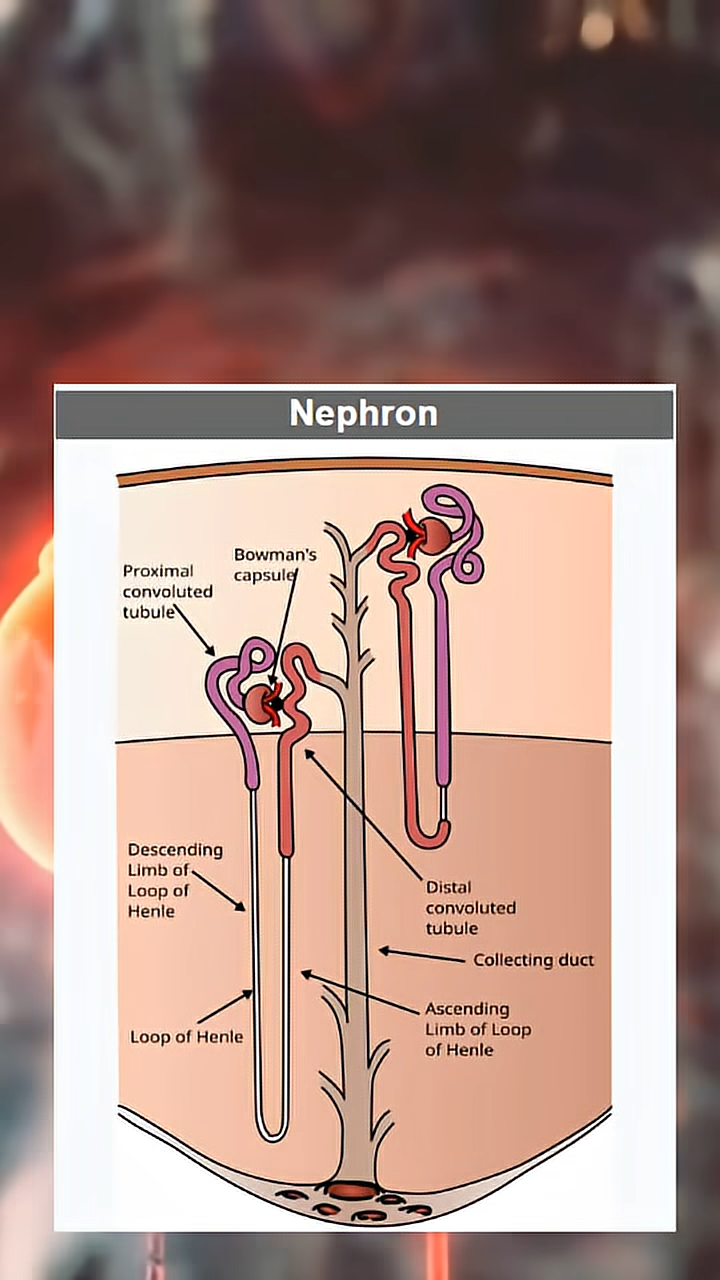 Nephron
Bowman's
capsule
Proximal
convoluted
tubule
Descending
Limb of
Loop of
Henle
Distal
convoluted
tubule
Collecting duct
Ascending
Limb of Loop
of Henle
Loop of Henle